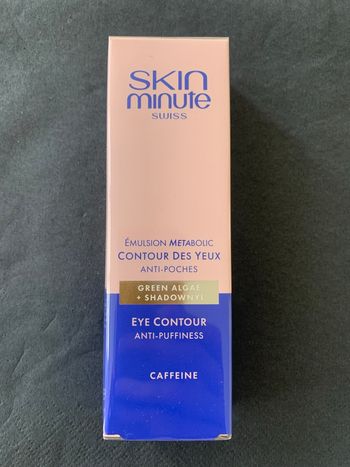 SKIN
minute
SWISS
ÉMULSION METABOLIC
CONTOUR DES YEUX
ANTI-POCHES
GREEN ALGAE
+ SHADOWNYL
EYE CONTOUR
ANTI-PUFFINESS
CAFFEINE